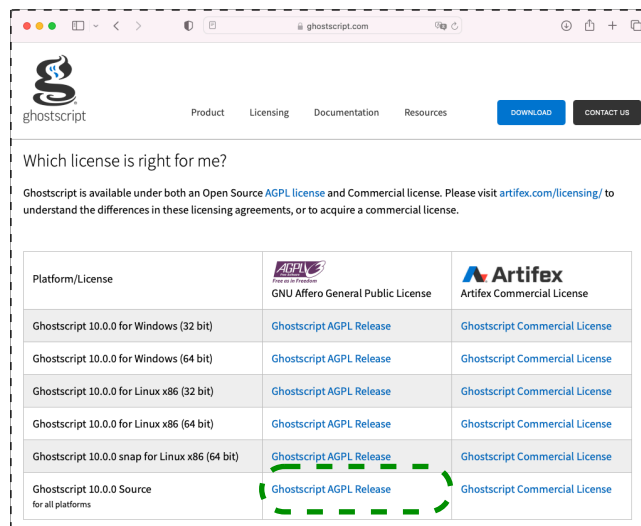 ghostscript.com
ghostscript
Product Licensing Documentation Resources DOWNLOAD CONTACT US
Which license is right for me?
Ghostscript is available under both an Open Source AGPL license and Commercial license. Please visit artifex.com/licensing/ to
understand the differences in these licensing agreements, or to acquire a commercial license.
Platform/License
AGPLv3
Free Software
Free as in Freedom
GNU Affero General Public License
Artifex
Artifex Commercial License
Ghostscript 10.0.0 for Windows (32 bit) Ghostscript AGPL Release Ghostscript Commercial License
Ghostscript 10.0.0 for Windows (64 bit) Ghostscript AGPL Release Ghostscript Commercial License
Ghostscript 10.0.0 for Linux x86 (32 bit) Ghostscript AGPL Release Ghostscript Commercial License
Ghostscript 10.0.0 for Linux x86 (64 bit) Ghostscript AGPL Release Ghostscript Commercial License
Ghostscript 10.0.0 snap for Linux x86 (64 bit) Ghostscript AGPL Release Ghostscript Commercial License
Ghostscript 10.0.0 Source Ghostscript AGPL Release Ghostscript Commercial License
for all platforms